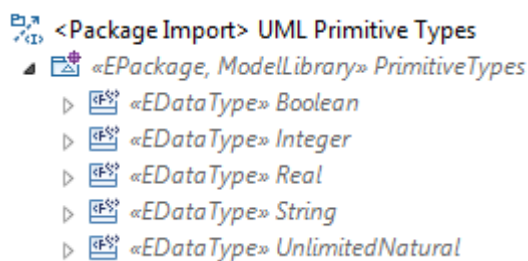 <Package Import> UML Primitive Types
«EPackage, ModelLibrary» PrimitiveTypes
«EDataType» Boolean
«EDataType» Integer
«EDataType» Real
«EDataType» String
«EDataType» UnlimitedNatural